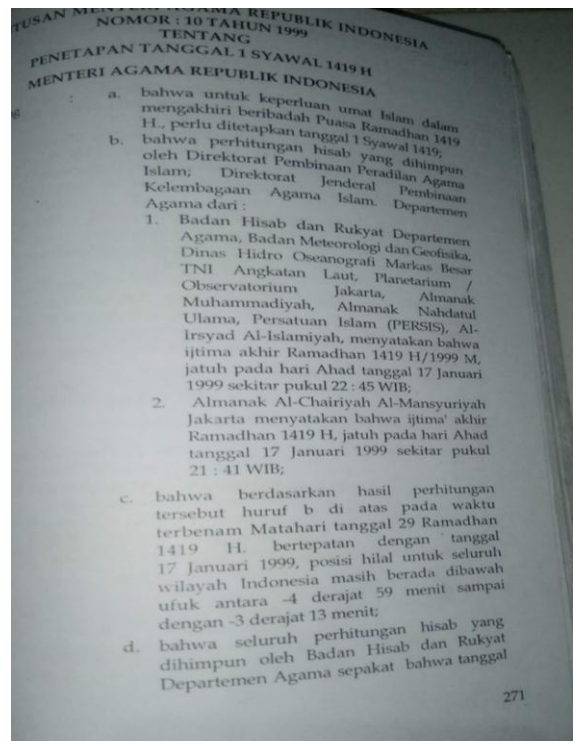 TUSAN MENTERI AGAMA REPUBLIK INDONESIA
NOMOR : 10 TAHUN 1999
TENTANG
PENETAPAN TANGGAL 1 SYAWAL 1419 H
MENTERI AGAMA REPUBLIK INDONESIA
: a. bahwa untuk keperluan umat Islam dalam
mengakhiri beribadah Puasa Ramadhan 1419
H., perlu ditetapkan tanggal 1 Syawal 1419;
b. bahwa perhitungan hisab yang dihimpun
oleh Direktorat Pembinaan Peradilan Agama
Islam; Direktorat Jenderal Pembinaan
Kelembagaan Agama Islam. Departemen
Agama dari :
1. Badan Hisab dan Rukyat Departemen
Agama, Badan Meteorologi dan Geofisika,
Dinas Hidro Oseanografi Markas Besar
TNI Angkatan Laut, Planetarium /
Observatorium Jakarta, Almanak
Muhammadiyah, Almanak Nahdatul
Ulama, Persatuan Islam (PERSIS), Al-
Irsyad Al-Islamiyah, menyatakan bahwa
ijtima akhir Ramadhan 1419 H/1999 M,
jatuh pada hari Ahad tanggal 17 Januari
1999 sekitar pukul 22 : 45 WIB;
2. Almanak Al-Chairiyah Al-Mansyuriyah
Jakarta menyatakan bahwa ijtima' akhir
Ramadhan 1419 H, jatuh pada hari Ahad
tanggal 17 Januari 1999 sekitar pukul
21 : 41 WIB;
c. bahwa berdasarkan hasil perhitungan
tersebut huruf b di atas pada waktu
terbenam Matahari tanggal 29 Ramadhan
1419 H. bertepatan dengan tanggal
17 Januari 1999, posisi hilal untuk seluruh
wilayah Indonesia masih berada dibawah
ufuk antara -4 derajat 59 menit sampai
dengan -3 derajat 13 menit;
d. bahwa seluruh perhitungan hisab yang
dihimpun oleh Badan Hisab dan Rukyat
Departemen Agama sepakat bahwa tanggal
271